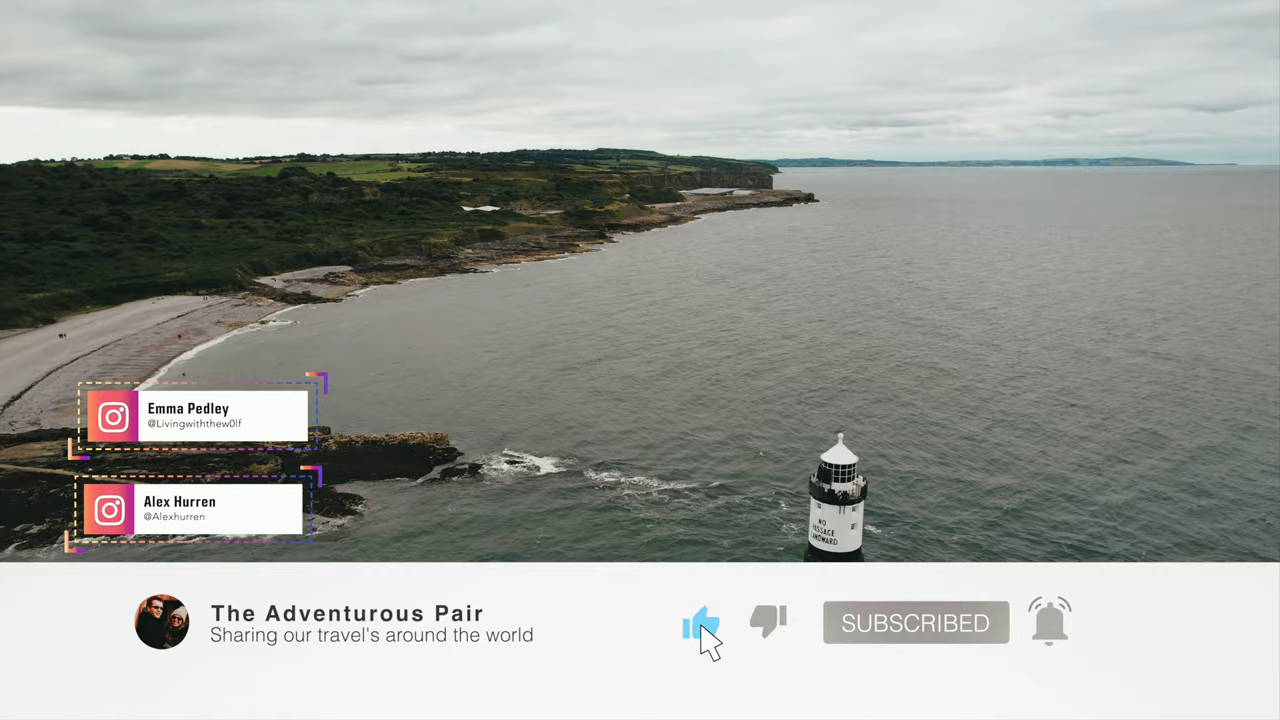 Emma Pedley
@Livingwiththew0lf
Alex Hurren
@Alexhurren
NO
PASSAGE
LANDWARD
The Adventurous Pair
Sharing our travel's around the world
SUBSCRIBED